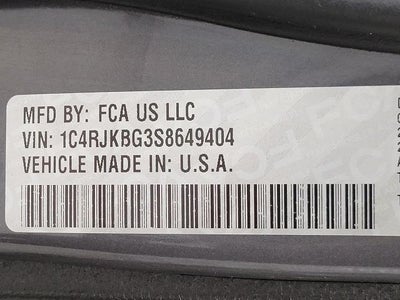 MFD BY: FCA US LLC
VIN: 1C4RJKBG3S8649404
VEHICLE MADE IN: U.S.A.